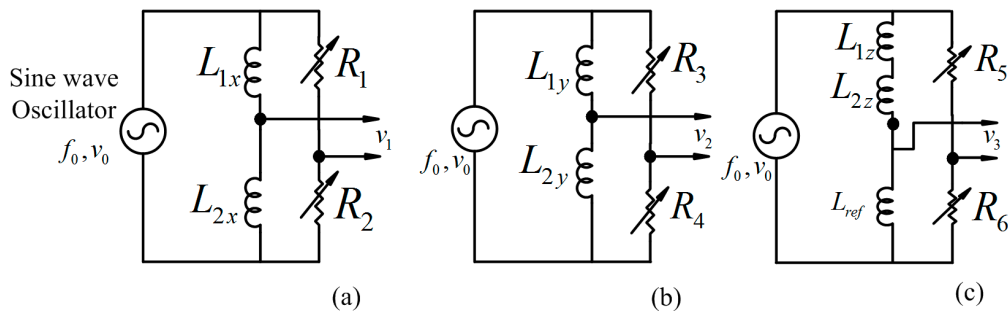 Sine wave
Oscillator
f₀,v₀
L₁ₓ
R₁
v₁
L₂ₓ
R₂
(a)
f₀,v₀
L1y
R₃
v₂
L2y
R₄
(b)
f₀,v₀
L1z
R₅
L2z
v₃
Lref
R₆
(c)